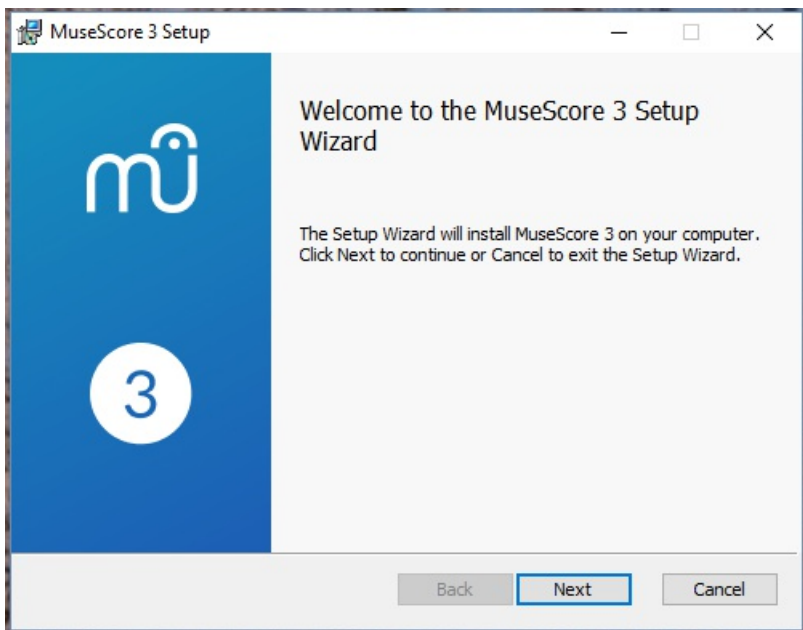 MuseScore 3 Setup
Welcome to the MuseScore 3 Setup
Wizard
The Setup Wizard will install MuseScore 3 on your computer.
Click Next to continue or Cancel to exit the Setup Wizard.
mu
3
Back
Next
Cancel